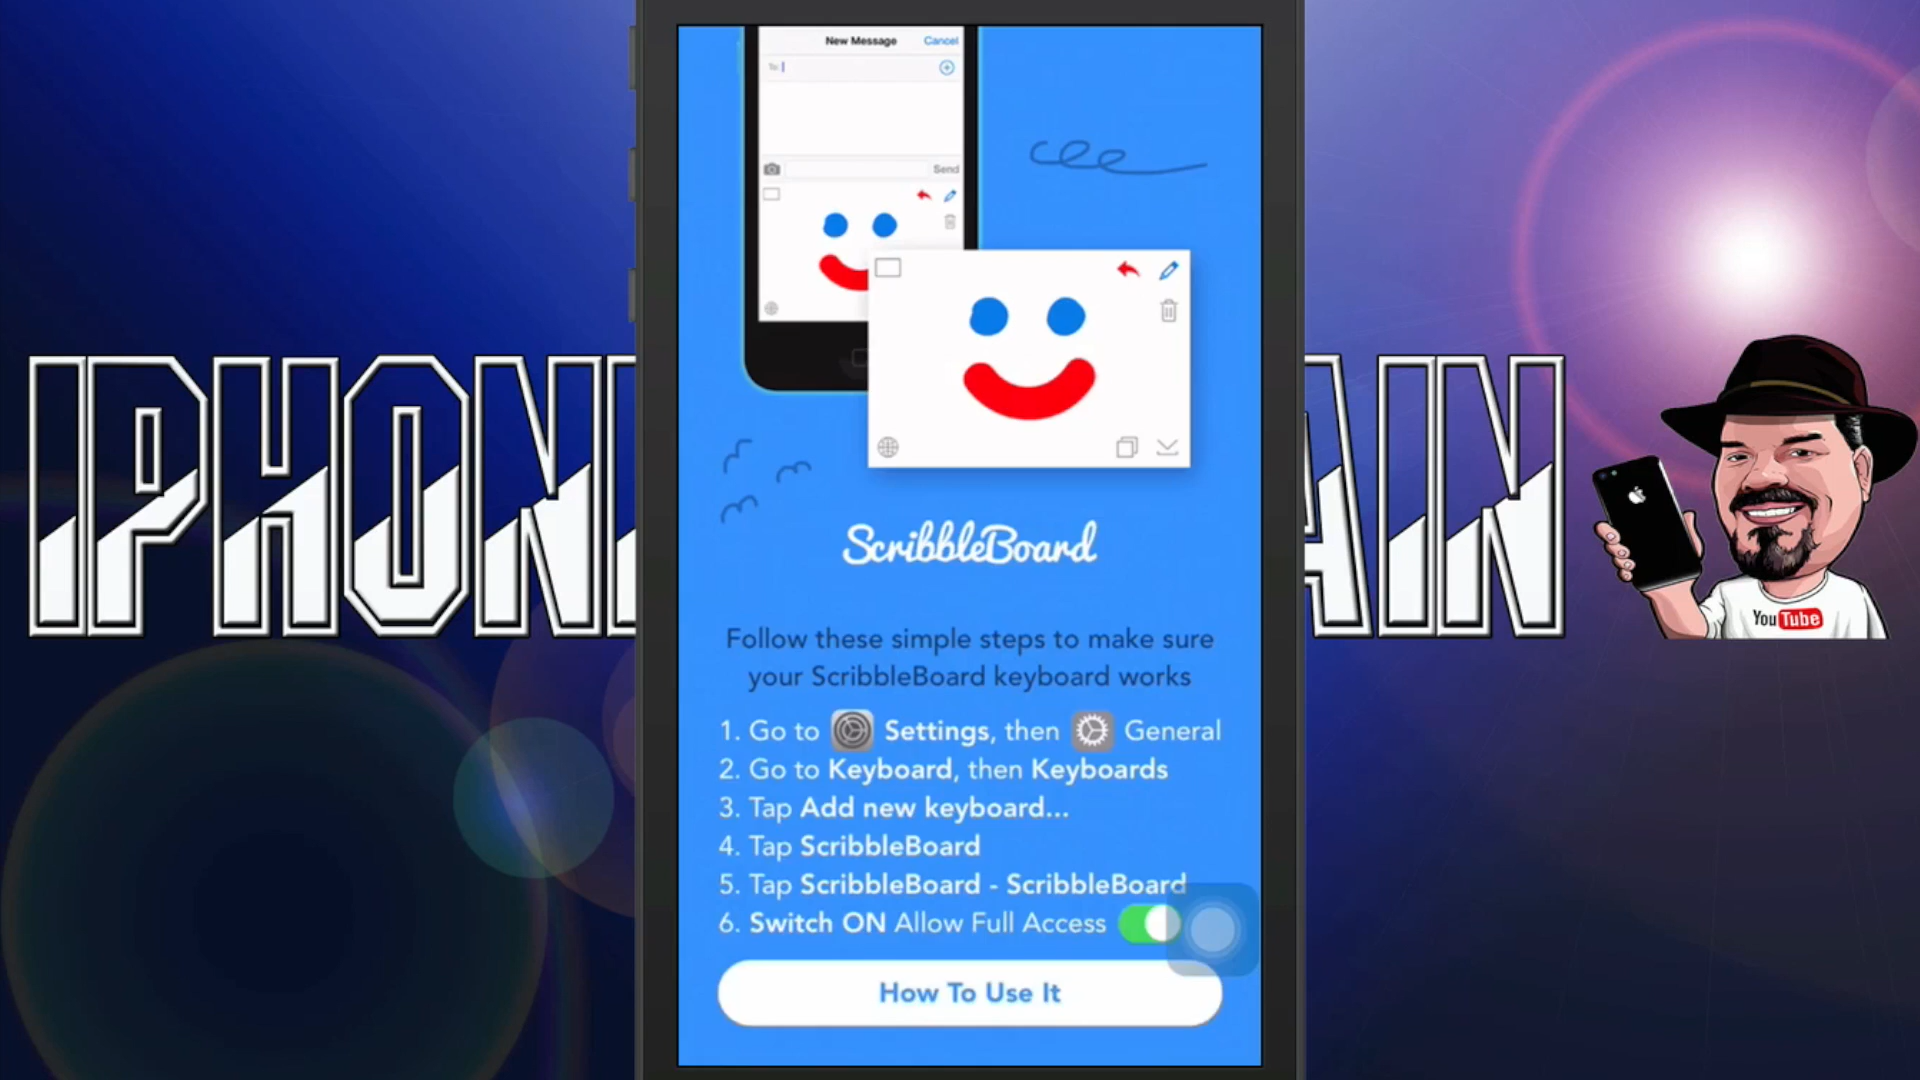 New Message Cancel
To:
Send
IPHON
AIN
YouTube
ScribbleBoard
Follow these simple steps to make sure
your ScribbleBoard keyboard works
1. Go to Settings, then General
2. Go to Keyboard, then Keyboards
3. Tap Add new keyboard...
4. Tap ScribbleBoard
5. Tap ScribbleBoard - ScribbleBoard
6. Switch ON Allow Full Access
How To Use It